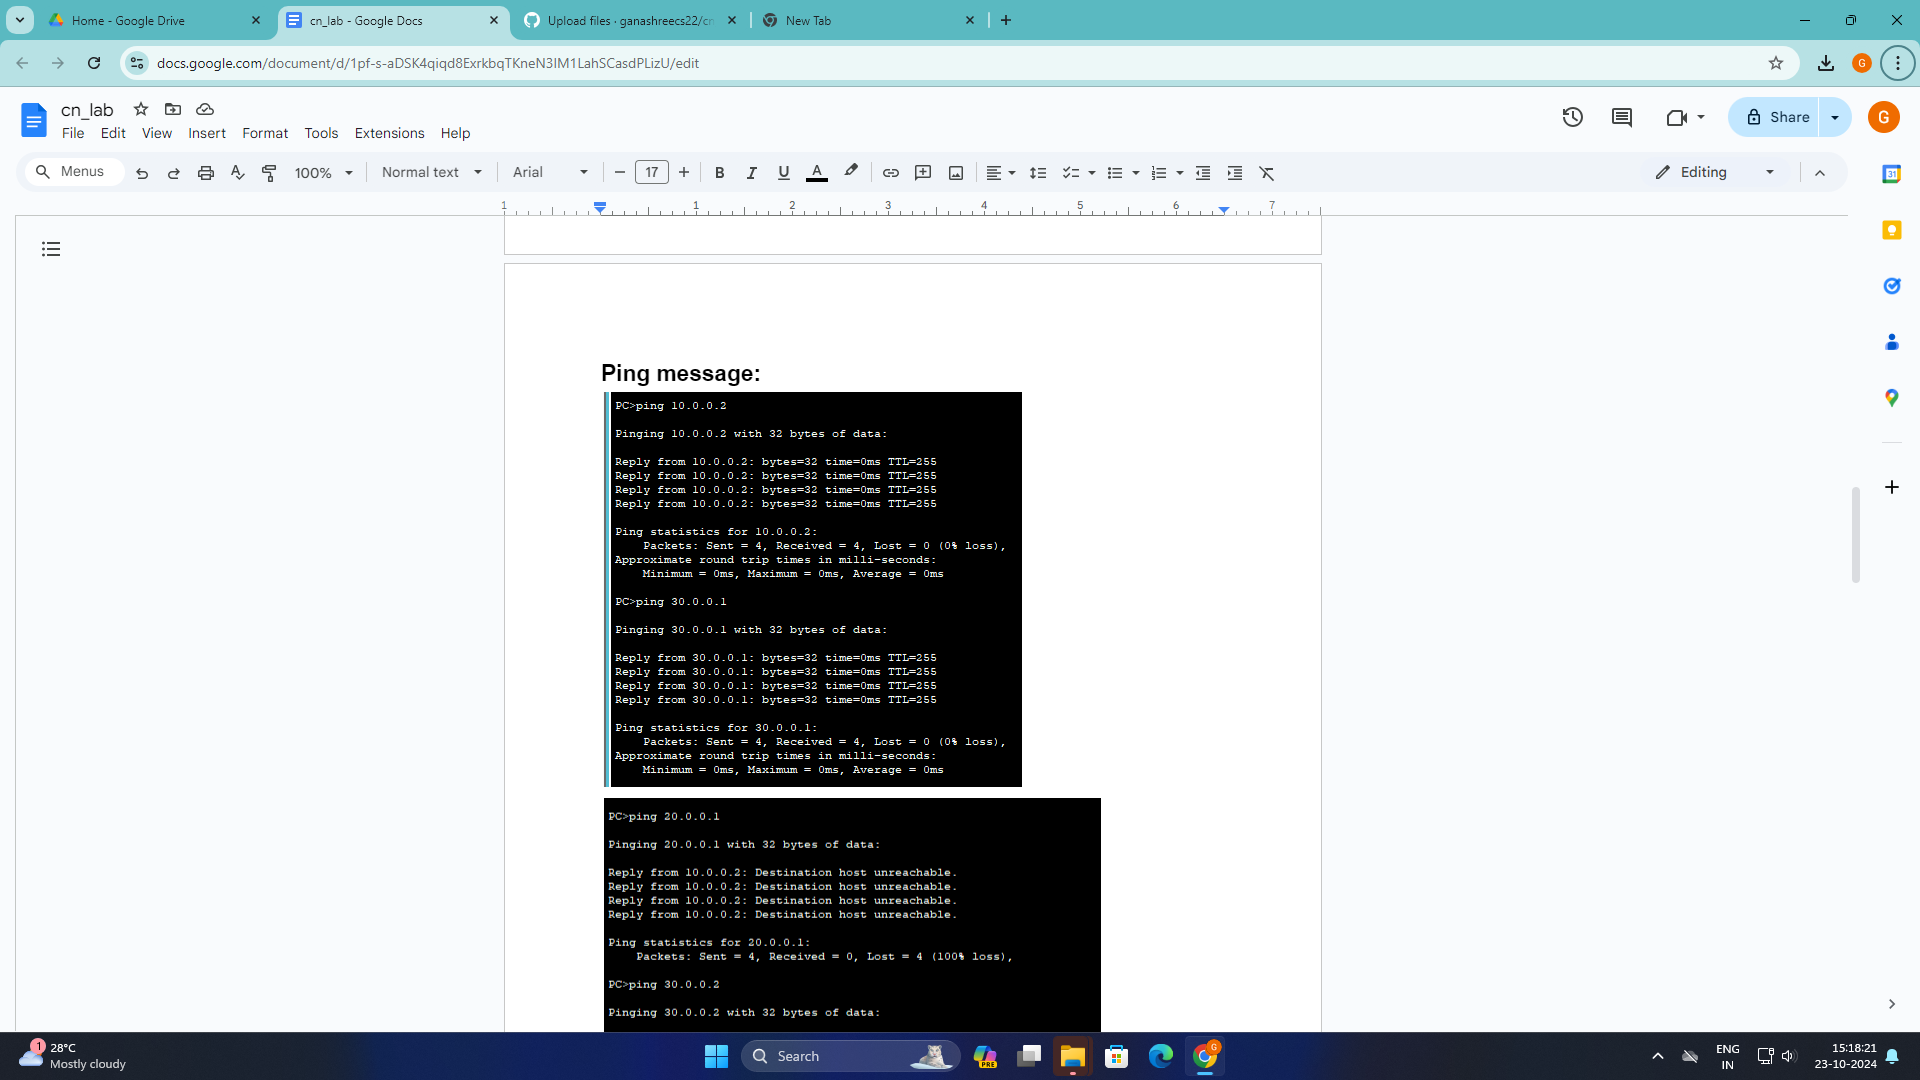 Home - Google Drive
cn_lab - Google Docs
Upload files · ganashreecs22/cn
New Tab
docs.google.com/document/d/1pf-s-aDSK4qiqd8ExrkbqTKneN3IM1LahSCasdPLizU/edit
G
cn_lab
File Edit View Insert Format Tools Extensions Help
Share
G
Menus
100%
Normal text
Arial
17
B I U A
Editing
31
1 1 2 3 4 5 6 7
Ping message:
PC>ping 10.0.0.2
Pinging 10.0.0.2 with 32 bytes of data:
Reply from 10.0.0.2: bytes=32 time=0ms TTL=255
Reply from 10.0.0.2: bytes=32 time=0ms TTL=255
Reply from 10.0.0.2: bytes=32 time=0ms TTL=255
Reply from 10.0.0.2: bytes=32 time=0ms TTL=255
Ping statistics for 10.0.0.2:
Packets: Sent = 4, Received = 4, Lost = 0 (0% loss),
Approximate round trip times in milli-seconds:
Minimum = 0ms, Maximum = 0ms, Average = 0ms
PC>ping 30.0.0.1
Pinging 30.0.0.1 with 32 bytes of data:
Reply from 30.0.0.1: bytes=32 time=0ms TTL=255
Reply from 30.0.0.1: bytes=32 time=0ms TTL=255
Reply from 30.0.0.1: bytes=32 time=0ms TTL=255
Reply from 30.0.0.1: bytes=32 time=0ms TTL=255
Ping statistics for 30.0.0.1:
Packets: Sent = 4, Received = 4, Lost = 0 (0% loss),
Approximate round trip times in milli-seconds:
Minimum = 0ms, Maximum = 0ms, Average = 0ms
PC>ping 20.0.0.1
Pinging 20.0.0.1 with 32 bytes of data:
Reply from 10.0.0.2: Destination host unreachable.
Reply from 10.0.0.2: Destination host unreachable.
Reply from 10.0.0.2: Destination host unreachable.
Reply from 10.0.0.2: Destination host unreachable.
Ping statistics for 20.0.0.1:
Packets: Sent = 4, Received = 0, Lost = 4 (100% loss),
PC>ping 30.0.0.2
Pinging 30.0.0.2 with 32 bytes of data:
1
28°C
Mostly cloudy
Search
PRE
G
ENG
IN
15:18:21
23-10-2024